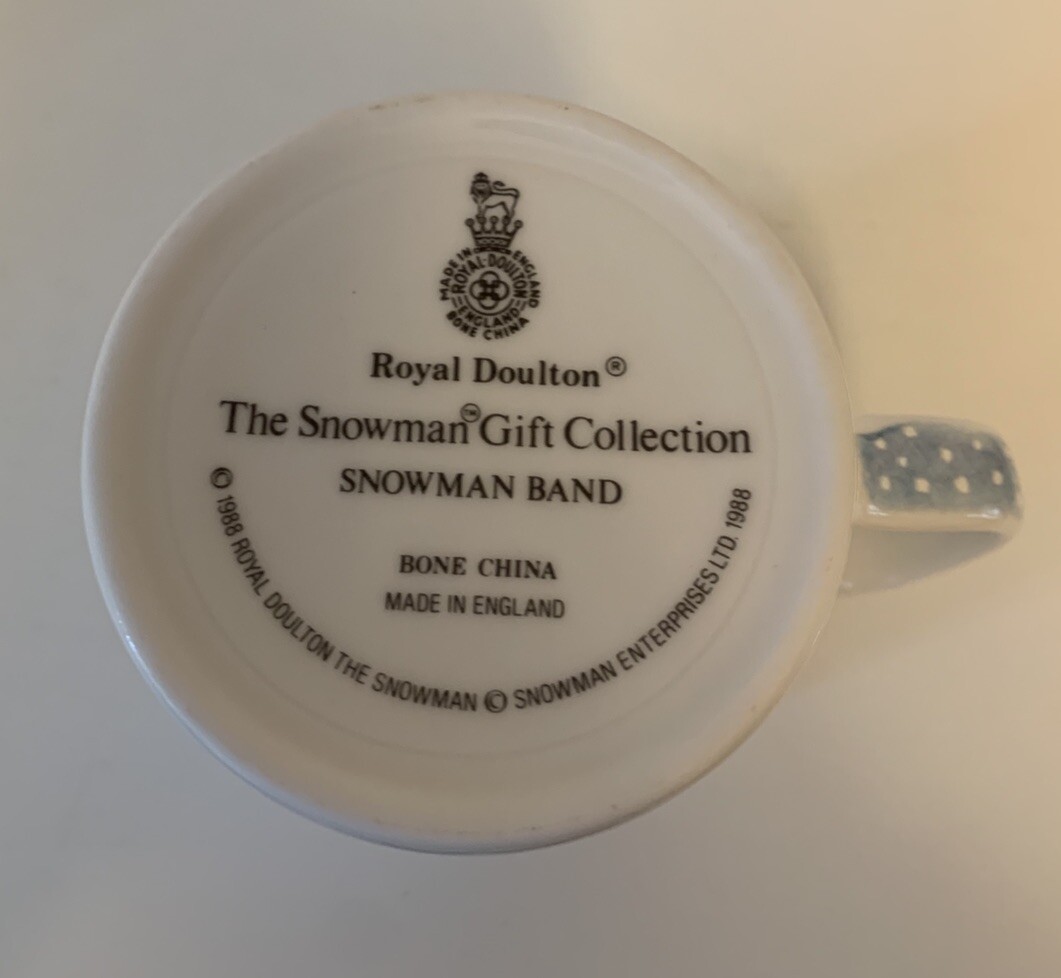 MADE IN ENGLAND
ROYAL·DOULTON
ENGLAND
BONE CHINA
Royal Doulton®
The Snowman™ Gift Collection
SNOWMAN BAND
BONE CHINA
MADE IN ENGLAND
© 1988 ROYAL DOULTON THE SNOWMAN © SNOWMAN ENTERPRISES LTD. 1988